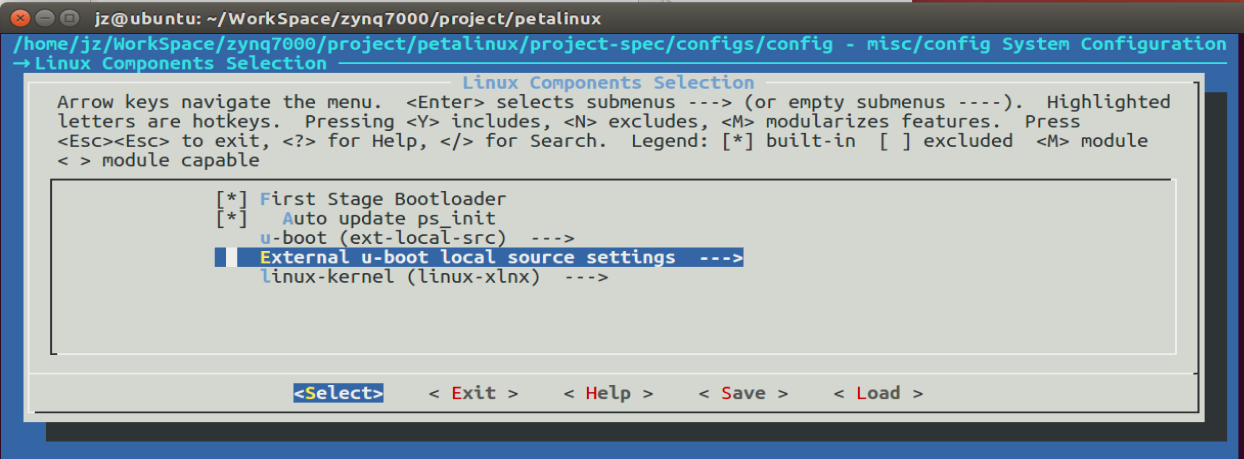 jz@ubuntu: ~/WorkSpace/zynq7000/project/petalinux
/home/jz/WorkSpace/zynq7000/project/petalinux/project-spec/configs/config - misc/config System Configuration
→ Linux Components Selection
Linux Components Selection
Arrow keys navigate the menu.  <Enter> selects submenus ---> (or empty submenus ----).  Highlighted
letters are hotkeys.  Pressing <Y> includes, <N> excludes, <M> modularizes features.  Press
<Esc><Esc> to exit, <?> for Help, </> for Search.  Legend: [*] built-in  [ ] excluded  <M> module
< > module capable
[*] First Stage Bootloader
[*]   Auto update ps_init
u-boot (ext-local-src)  --->
External u-boot local source settings  --->
linux-kernel (linux-xlnx)  --->
<Select>    < Exit >    < Help >    < Save >    < Load >